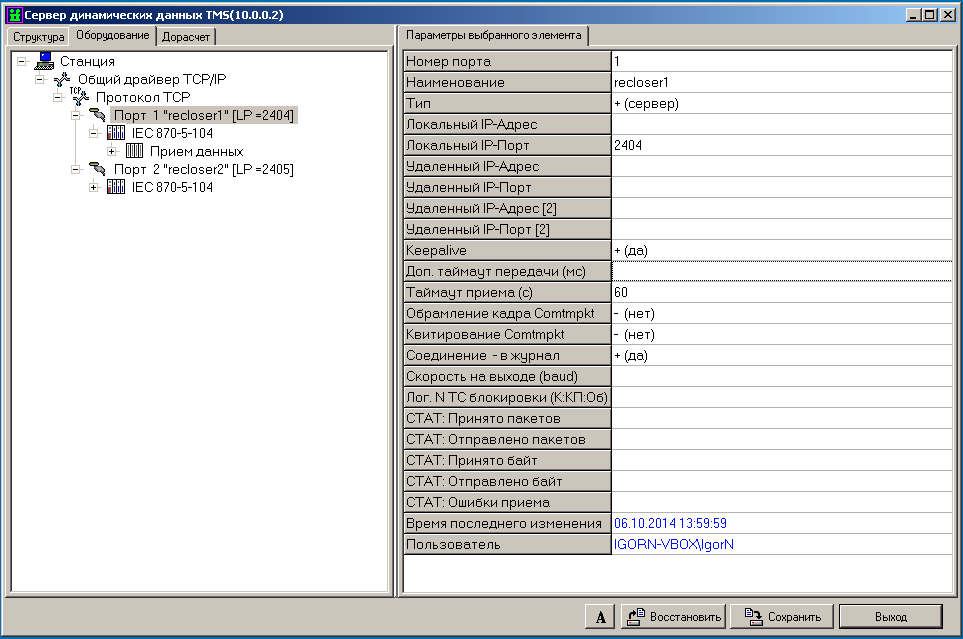 Сервер динамических данных TMS(10.0.0.2)
Структура Оборудование Дорасчет
Станция
Общий драйвер TCP/IP
TCP Протокол TCP
Порт 1 "recloser1" [LP =2404]
IEC 870-5-104
Прием данных
Порт 2 "recloser2" [LP =2405]
IEC 870-5-104
Параметры выбранного элемента
Номер порта 1
Наименование recloser1
Тип + (сервер)
Локальный IP-Адрес
Локальный IP-Порт 2404
Удаленный IP-Адрес
Удаленный IP-Порт
Удаленный IP-Адрес [2]
Удаленный IP-Порт [2]
Keepalive + (да)
Доп. таймаут передачи (мс)
Таймаут приема (с) 60
Обрамление кадра Comtmpkt - (нет)
Квитирование Comtmpkt - (нет)
Соединение - в журнал + (да)
Скорость на выходе (baud)
Лог. N ТС блокировки (К:КП:Об)
СТАТ: Принято пакетов
СТАТ: Отправлено пакетов
СТАТ: Принято байт
СТАТ: Отправлено байт
СТАТ: Ошибки приема
Время последнего изменения 06.10.2014 13:59:59
Пользователь IGORN-VBOX\IgorN
A Восстановить Сохранить Выход